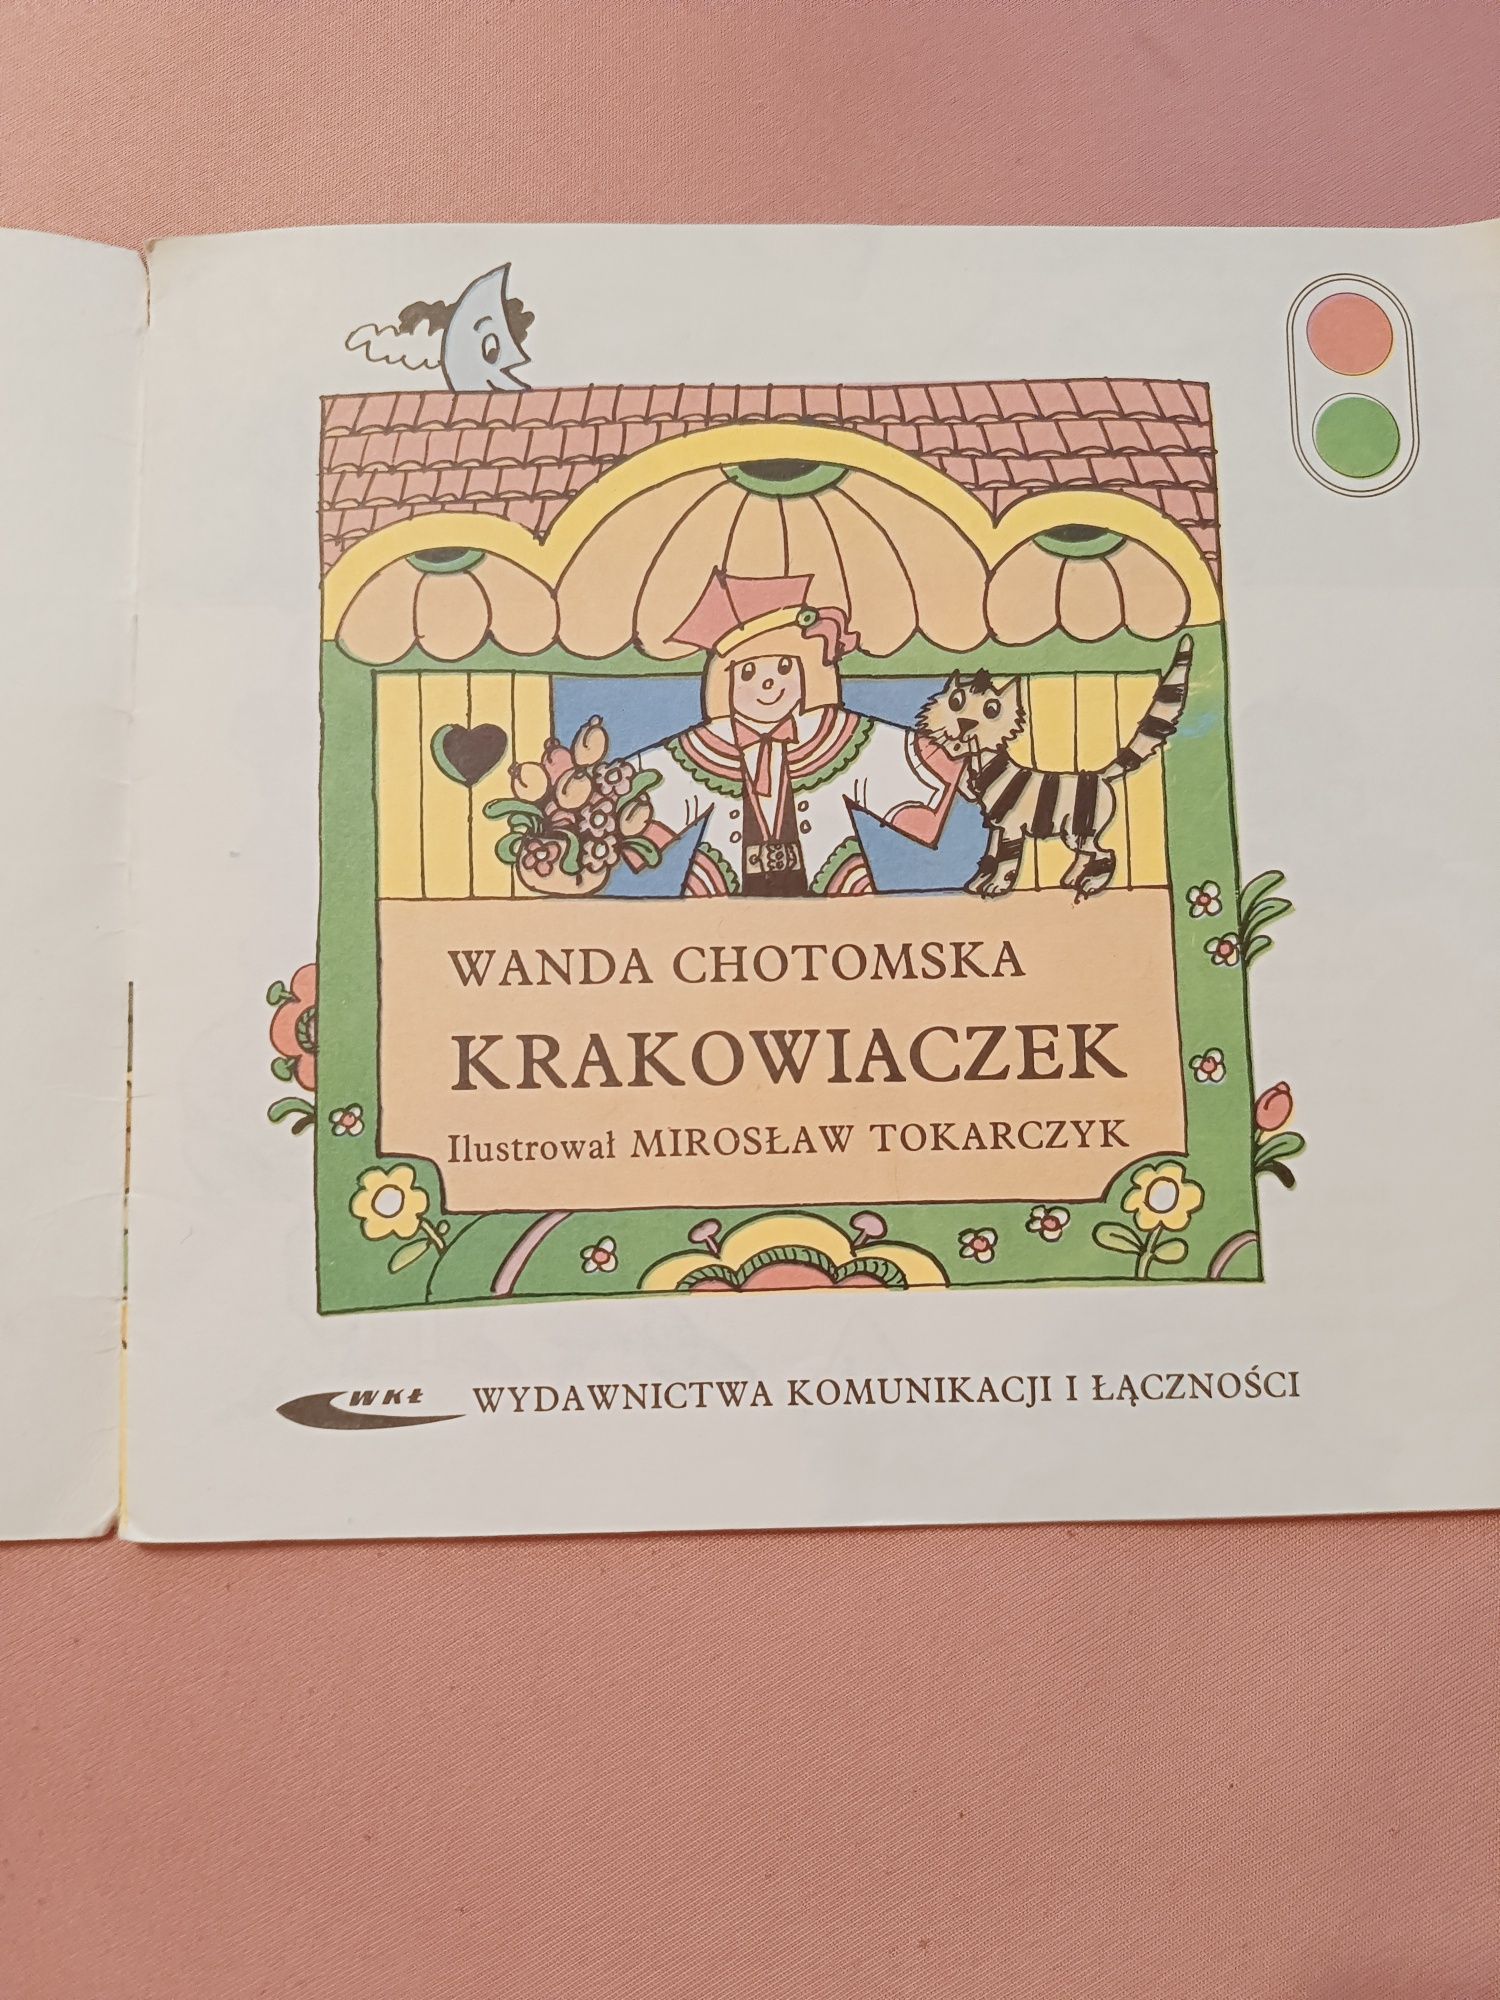 WANDA CHOTOMSKA
KRAKOWIACZEK
Ilustrował MIROSŁAW TOKARCZYK
WKŁ WYDAWNICTWA KOMUNIKACJI I ŁĄCZNOŚCI